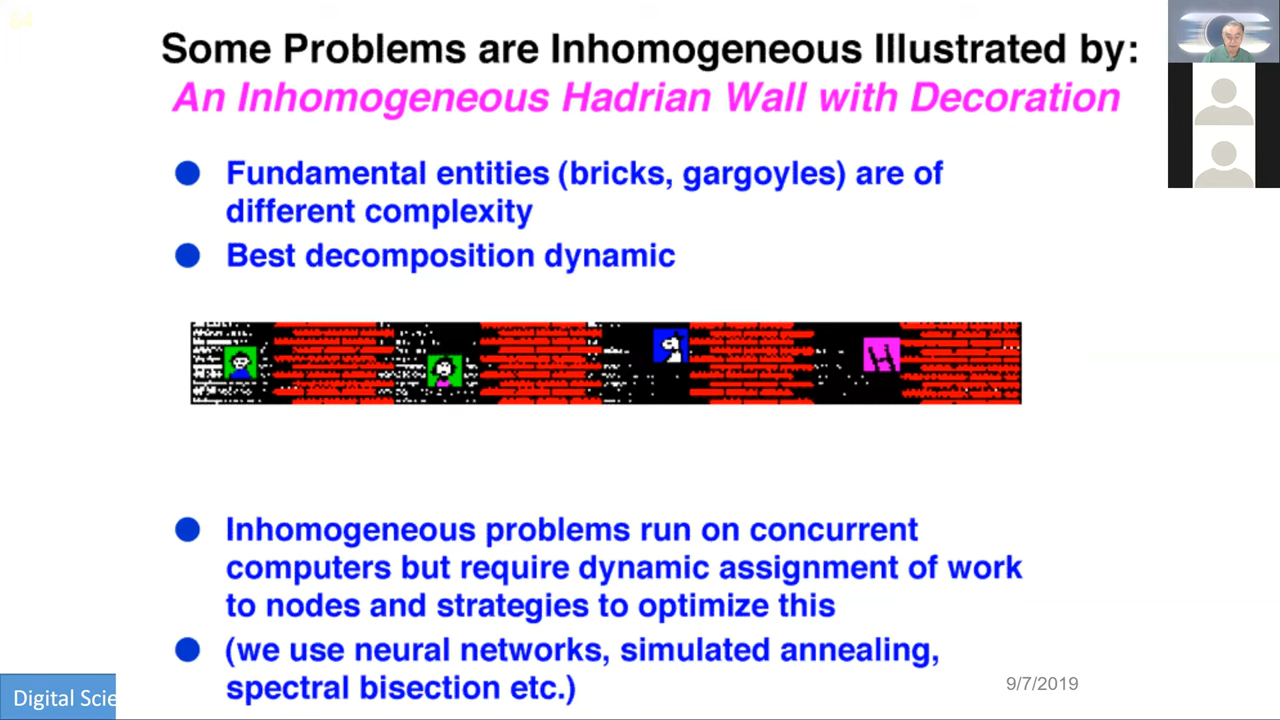 Some Problems are Inhomogeneous Illustrated by:
An Inhomogeneous Hadrian Wall with Decoration
Fundamental entities (bricks, gargoyles) are of
different complexity
Best decomposition dynamic
Inhomogeneous problems run on concurrent
computers but require dynamic assignment of work
to nodes and strategies to optimize this
(we use neural networks, simulated annealing,
spectral bisection etc.)
9/7/2019
Digital Scie